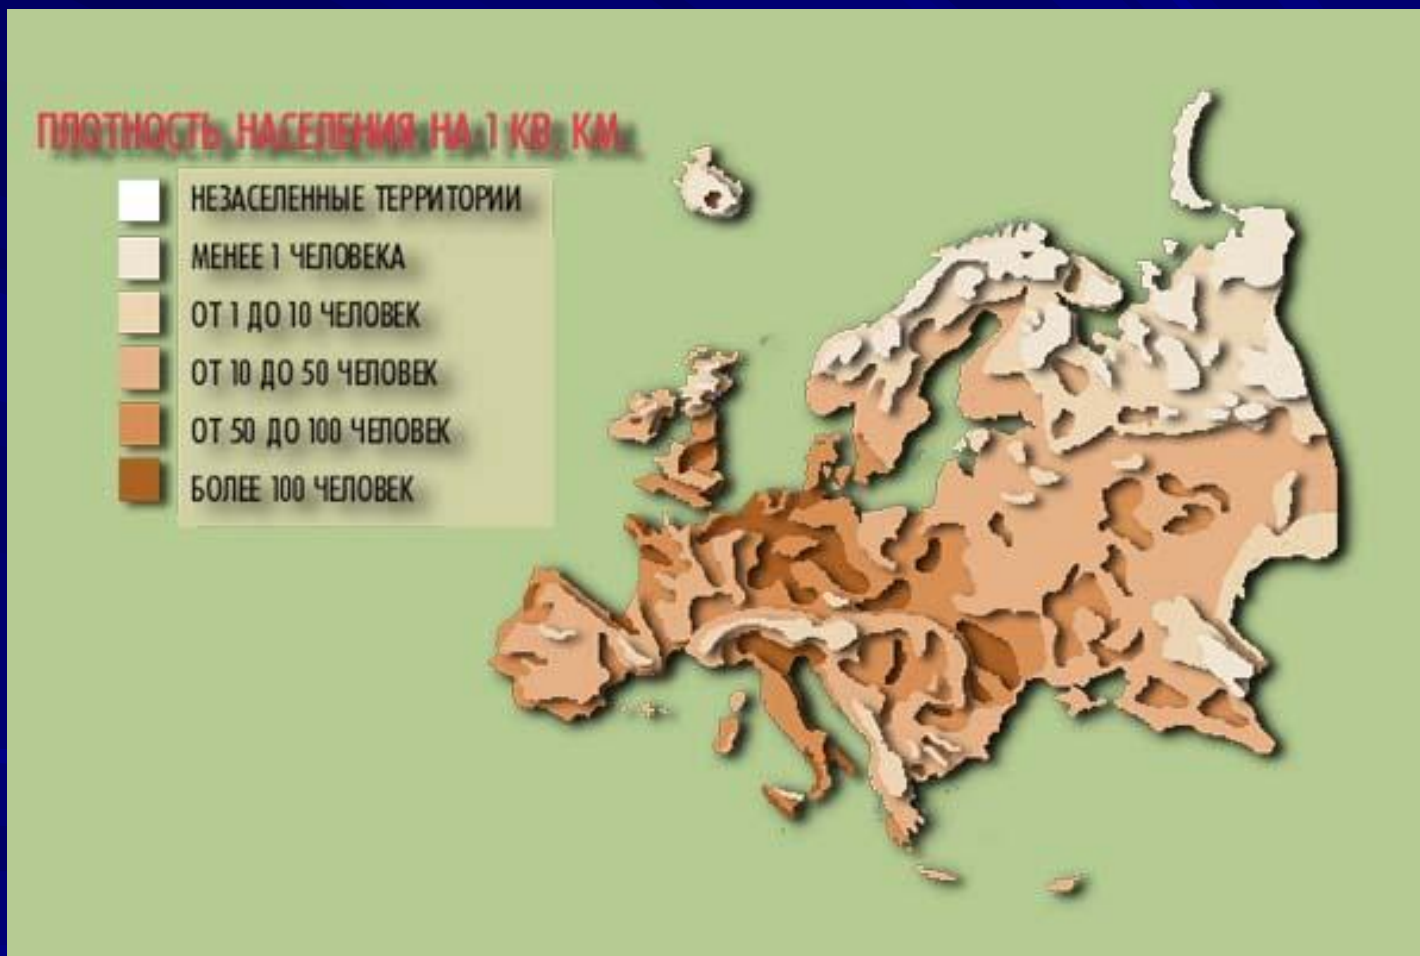 ПЛОТНОСТЬ НАСЕЛЕНИЯ НА 1 КВ. КМ.
НЕЗАСЕЛЕННЫЕ ТЕРРИТОРИИ
МЕНЕЕ 1 ЧЕЛОВЕКА
ОТ 1 ДО 10 ЧЕЛОВЕК
ОТ 10 ДО 50 ЧЕЛОВЕК
ОТ 50 ДО 100 ЧЕЛОВЕК
БОЛЕЕ 100 ЧЕЛОВЕК